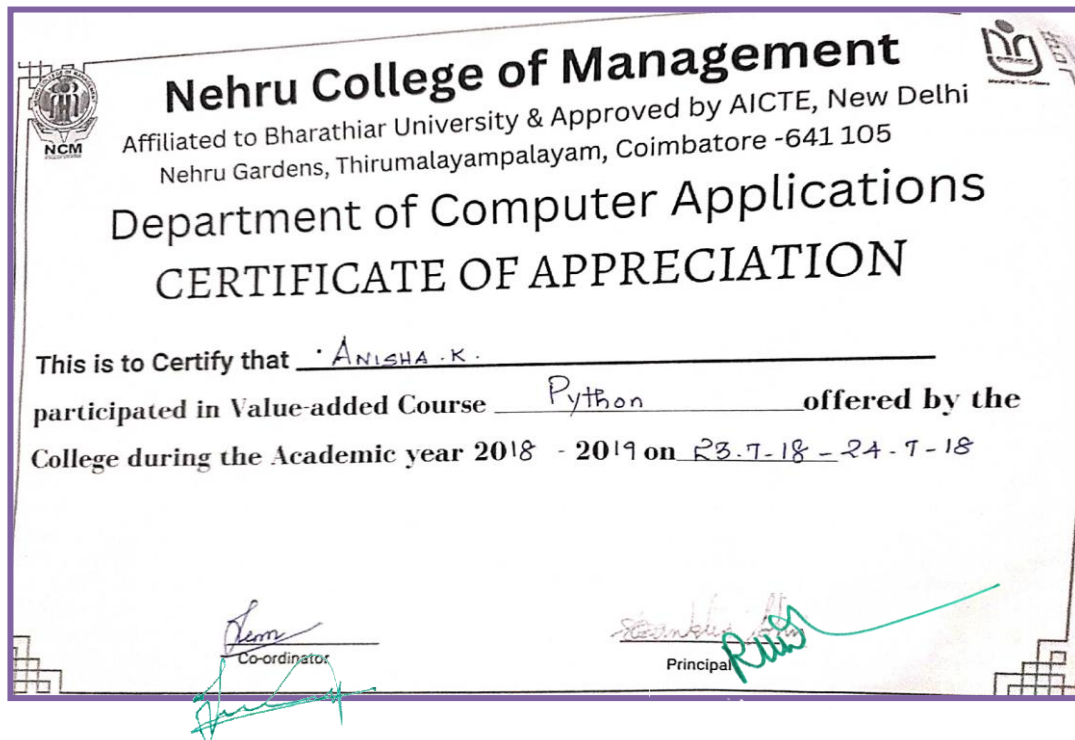 Nehru College of Management
Affiliated to Bharathiar University & Approved by AICTE, New Delhi
NCM
Nehru Gardens, Thirumalayampalayam, Coimbatore -641 105
Department of Computer Applications
CERTIFICATE OF APPRECIATION
This is to Certify that ANISHA.K.
participated in Value-added Course Python offered by the
College during the Academic year 2018 - 2019 on 23.7-18 - 24-7-18
Co-ordinator
Principal